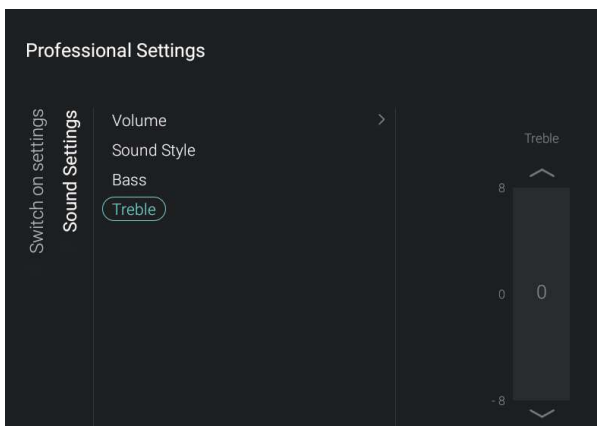 Professional Settings
Switch on settings
Sound Settings
Volume
Sound Style
Bass
Treble
Treble
8
0
0
- 8